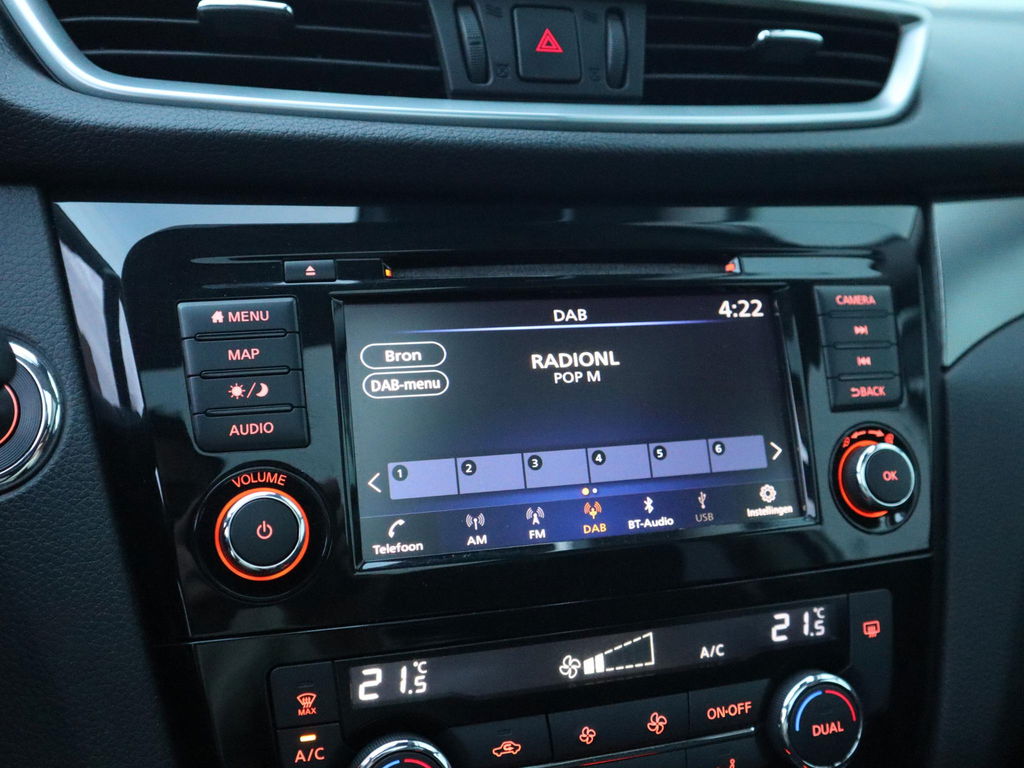 MENU
MAP
AUDIO
VOLUME
DAB
4:22
Bron
DAB-menu
RADIONL
POP M
1 2 3 4 5 6
Telefoon
AM
FM
DAB
BT-Audio
USB
Instellingen
CAMERA
BACK
OK
21.5°C
A/C
21.5°C
MAX
A/C
ON·OFF
DUAL